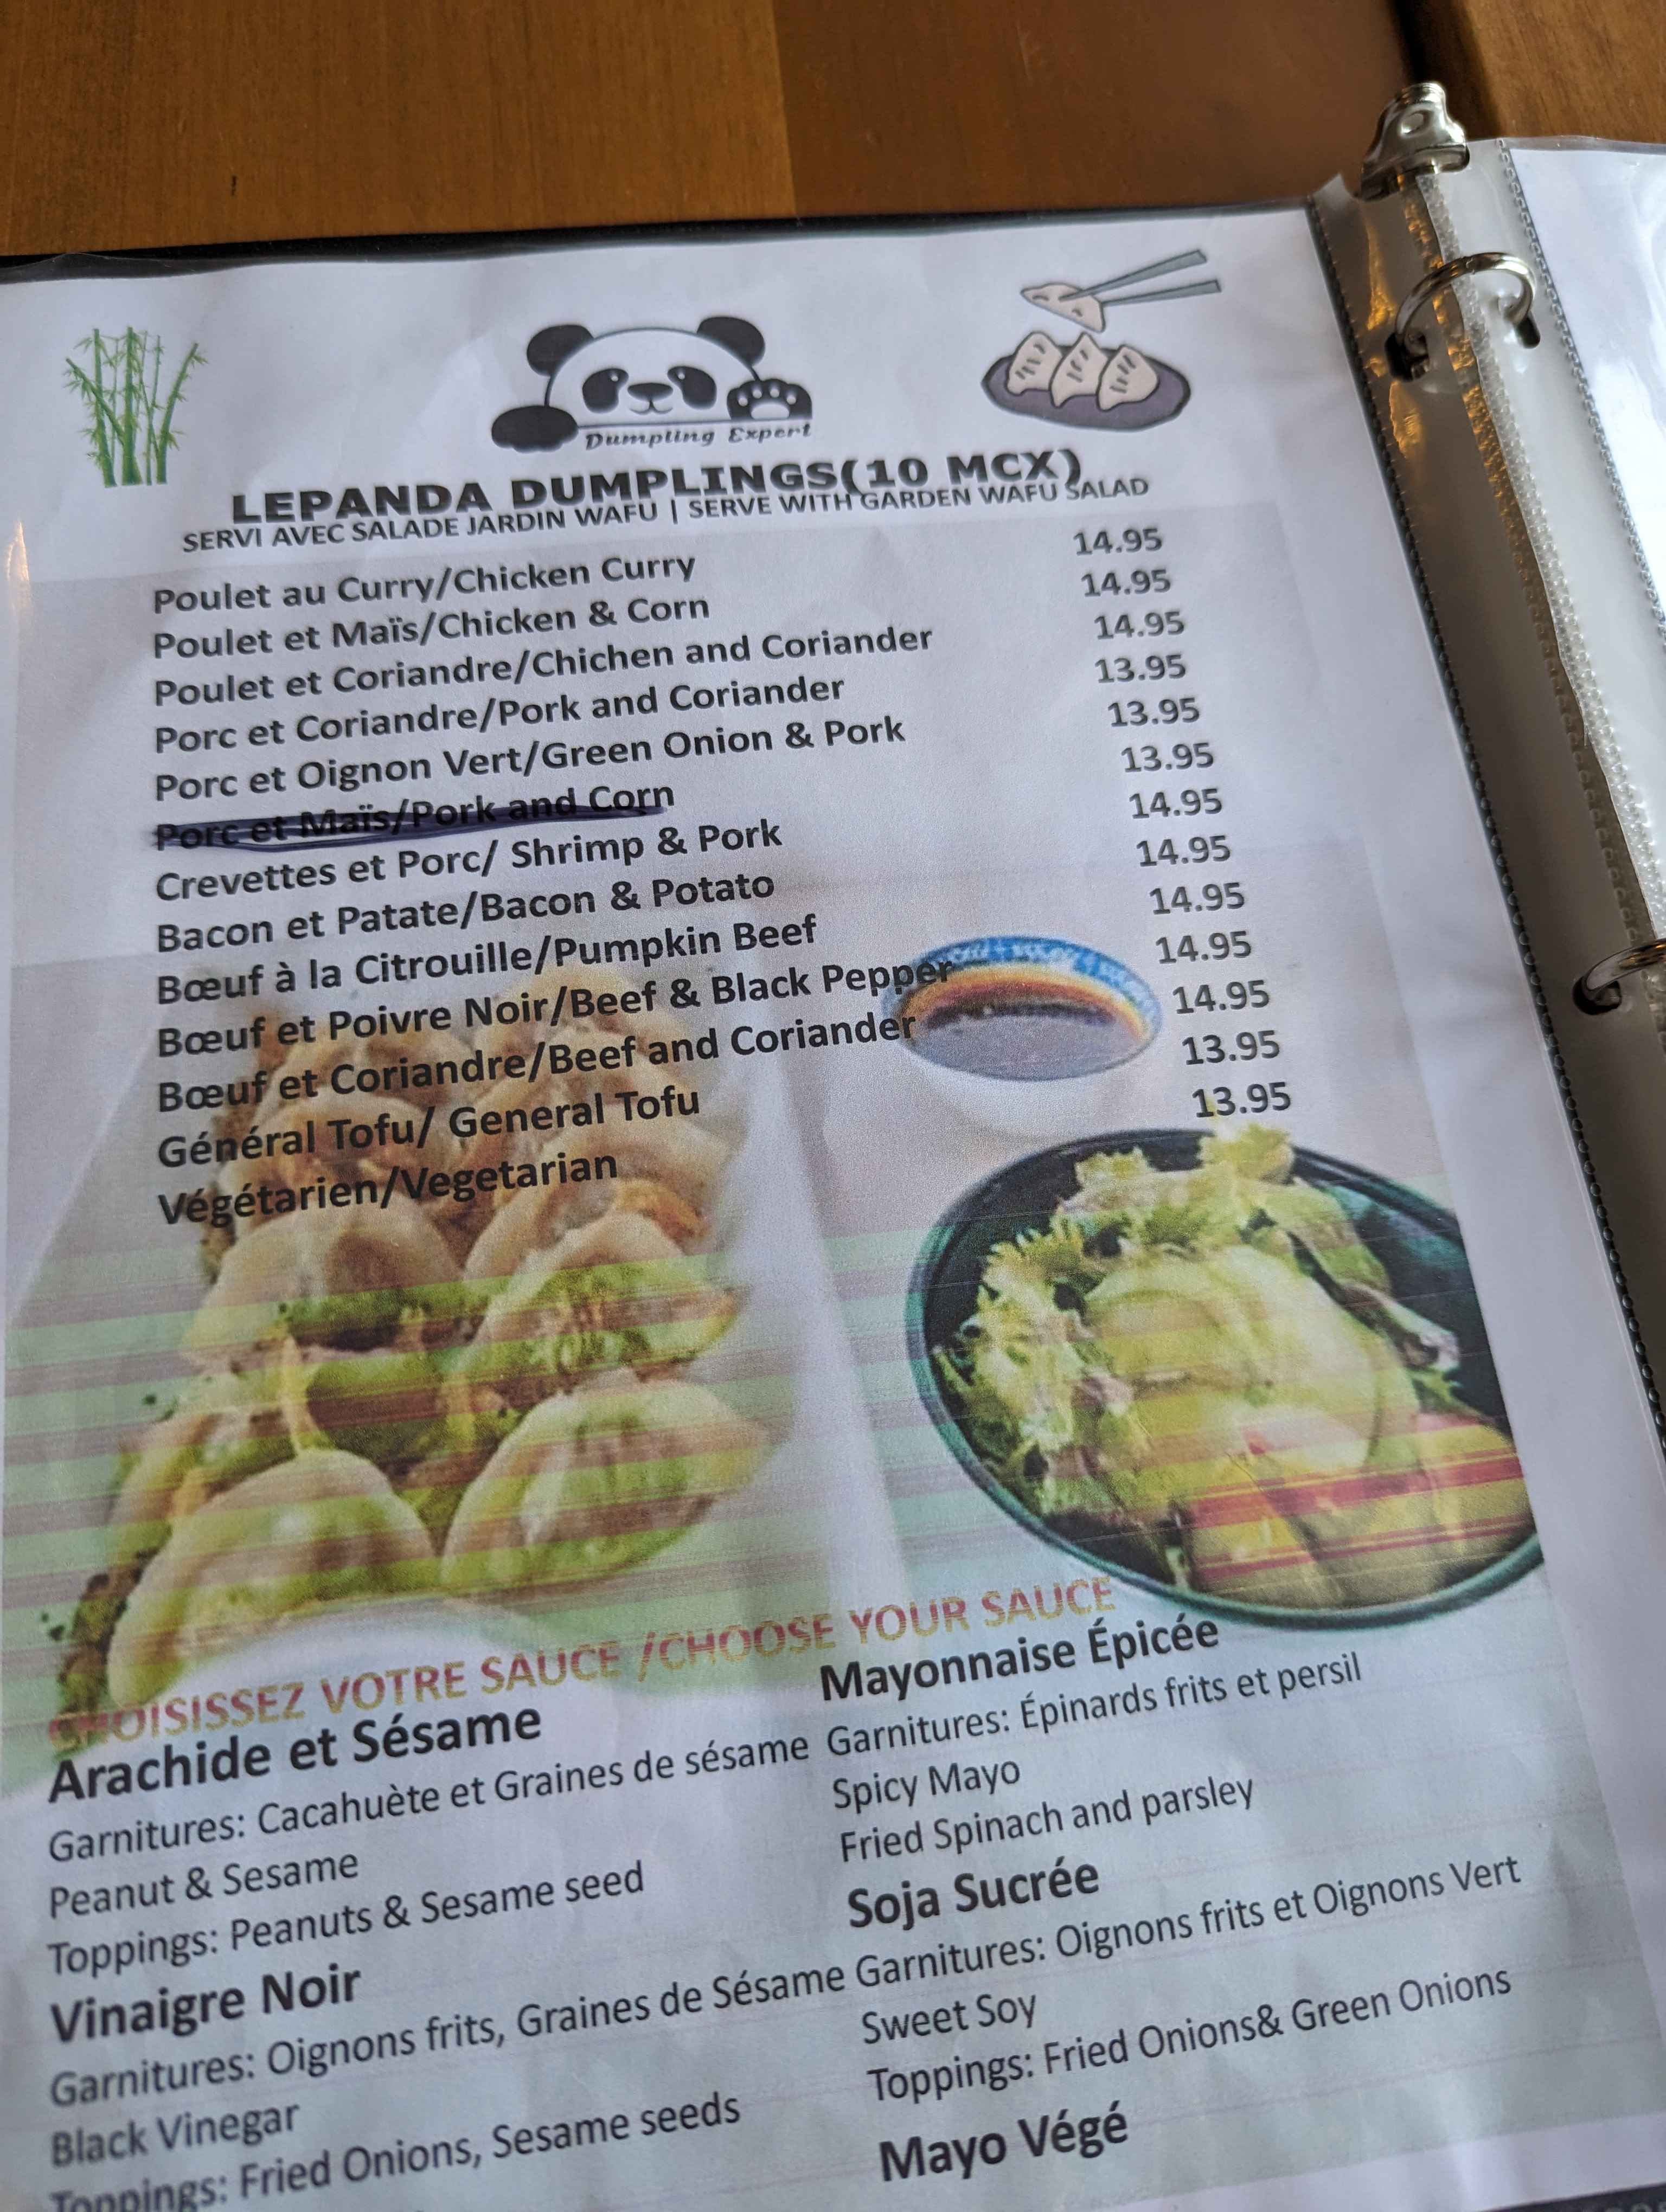 Dumpling Expert
LEPANDA DUMPLINGS(10 MCX)
SERVI AVEC SALADE JARDIN WAFU | SERVE WITH GARDEN WAFU SALAD
Poulet au Curry/Chicken Curry 14.95
Poulet et Maïs/Chicken & Corn 14.95
Poulet et Coriandre/Chichen and Coriander 14.95
Porc et Coriandre/Pork and Coriander 13.95
Porc et Oignon Vert/Green Onion & Pork 13.95
Porc et Maïs/Pork and Corn 13.95
Crevettes et Porc/ Shrimp & Pork 14.95
Bacon et Patate/Bacon & Potato 14.95
Bœuf à la Citrouille/Pumpkin Beef 14.95
Bœuf et Poivre Noir/Beef & Black Pepper 14.95
Bœuf et Coriandre/Beef and Coriander 14.95
Général Tofu/ General Tofu 13.95
Végétarien/Vegetarian 13.95
CHOISISSEZ VOTRE SAUCE /CHOOSE YOUR SAUCE
Arachide et Sésame
Garnitures: Cacahuète et Graines de sésame
Peanut & Sesame
Toppings: Peanuts & Sesame seed
Vinaigre Noir
Garnitures: Oignons frits, Graines de Sésame
Black Vinegar
Toppings: Fried Onions, Sesame seeds
Mayonnaise Épicée
Garnitures: Épinards frits et persil
Spicy Mayo
Fried Spinach and parsley
Soja Sucrée
Garnitures: Oignons frits et Oignons Vert
Sweet Soy
Toppings: Fried Onions& Green Onions
Mayo Végé